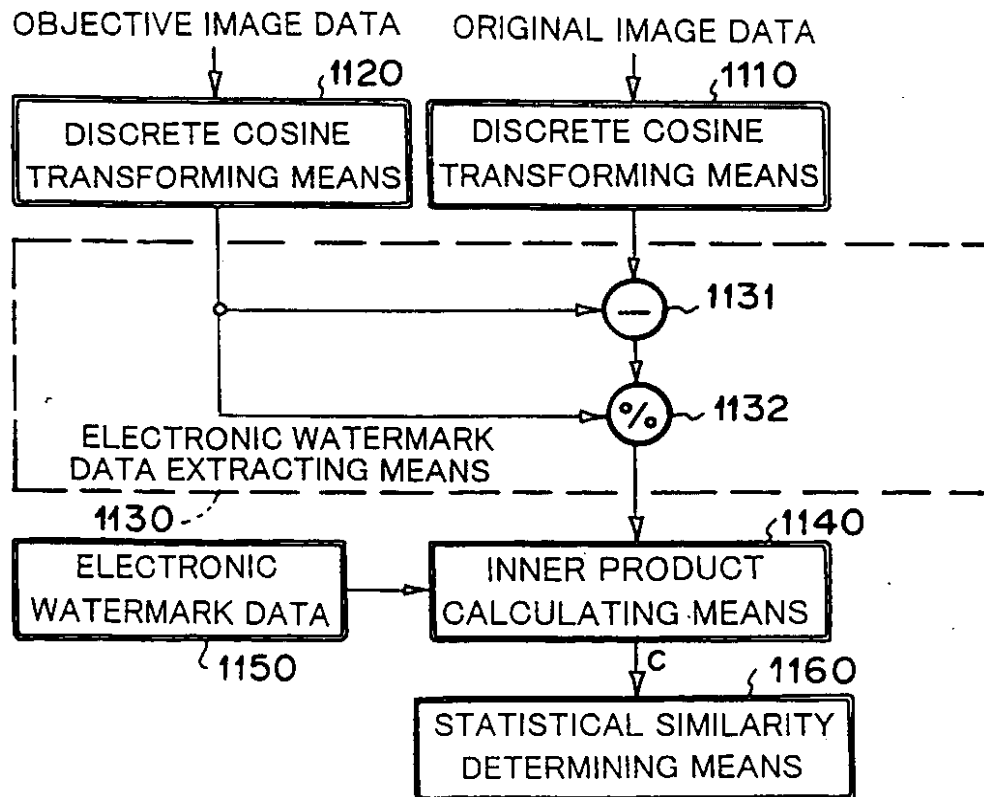 OBJECTIVE IMAGE DATA
ORIGINAL IMAGE DATA
1120
1110
DISCRETE COSINE
TRANSFORMING MEANS
DISCRETE COSINE
TRANSFORMING MEANS
—
1131
%
1132
ELECTRONIC WATERMARK
DATA EXTRACTING MEANS
1130
1140
ELECTRONIC
WATERMARK DATA
INNER PRODUCT
CALCULATING MEANS
1150
C
1160
STATISTICAL SIMILARITY
DETERMINING MEANS